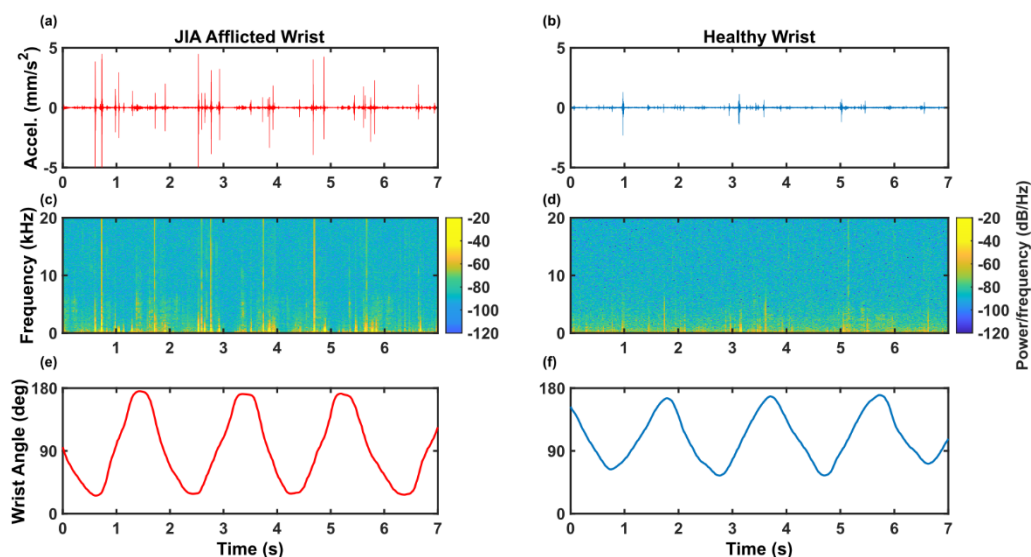 (a)
JIA Afflicted Wrist
(b)
Healthy Wrist
Accel. (mm/s²)
5
0
-5
0 1 2 3 4 5 6 7
5
0
-5
0 1 2 3 4 5 6 7
(c)
Frequency (kHz)
20
10
0
1 2 3 4 5 6
-20
-40
-60
-80
-100
-120
(d)
20
10
0
1 2 3 4 5 6
-20
-40
-60
-80
-100
-120
Power/frequency (dB/Hz)
(e)
Wrist Angle (deg)
180
90
0
0 1 2 3 4 5 6 7
Time (s)
(f)
180
90
0
0 1 2 3 4 5 6 7
Time (s)